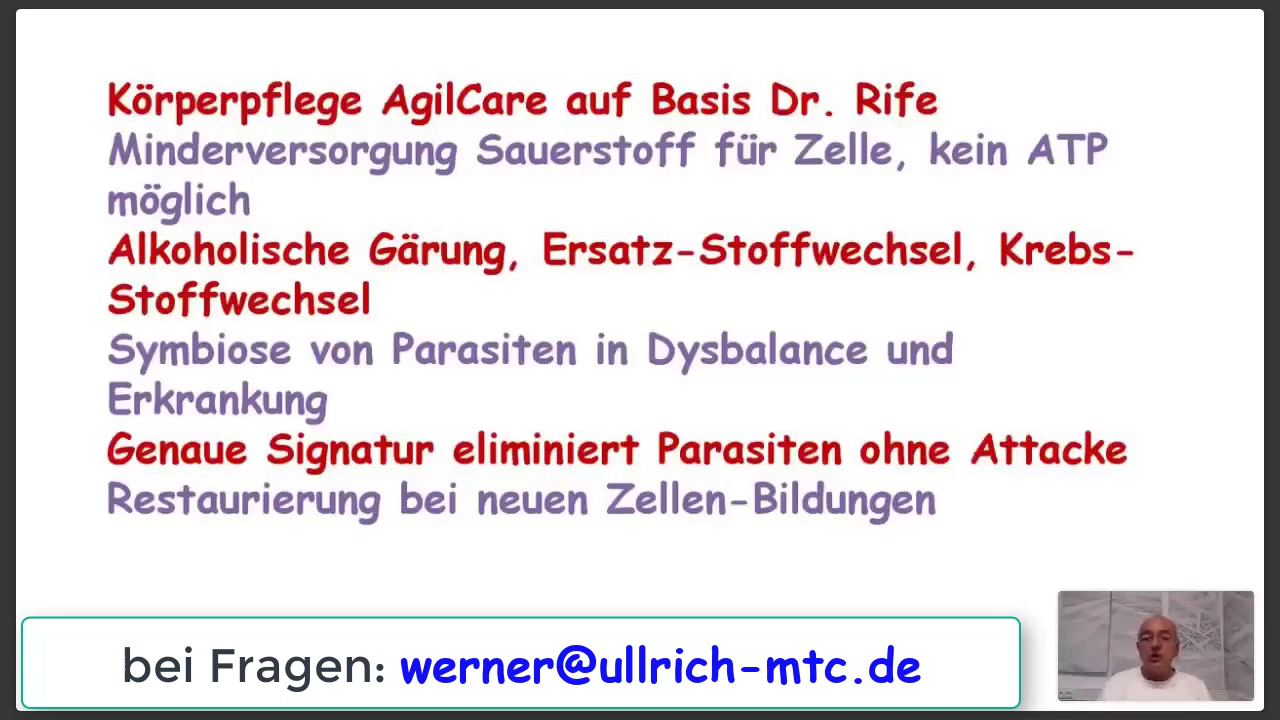 Körperpflege AgilCare auf Basis Dr. Rife
Minderversorgung Sauerstoff für Zelle, kein ATP
möglich
Alkoholische Gärung, Ersatz-Stoffwechsel, Krebs-
Stoffwechsel
Symbiose von Parasiten in Dysbalance und
Erkrankung
Genaue Signatur eliminiert Parasiten ohne Attacke
Restaurierung bei neuen Zellen-Bildungen
bei Fragen: werner@ullrich-mtc.de